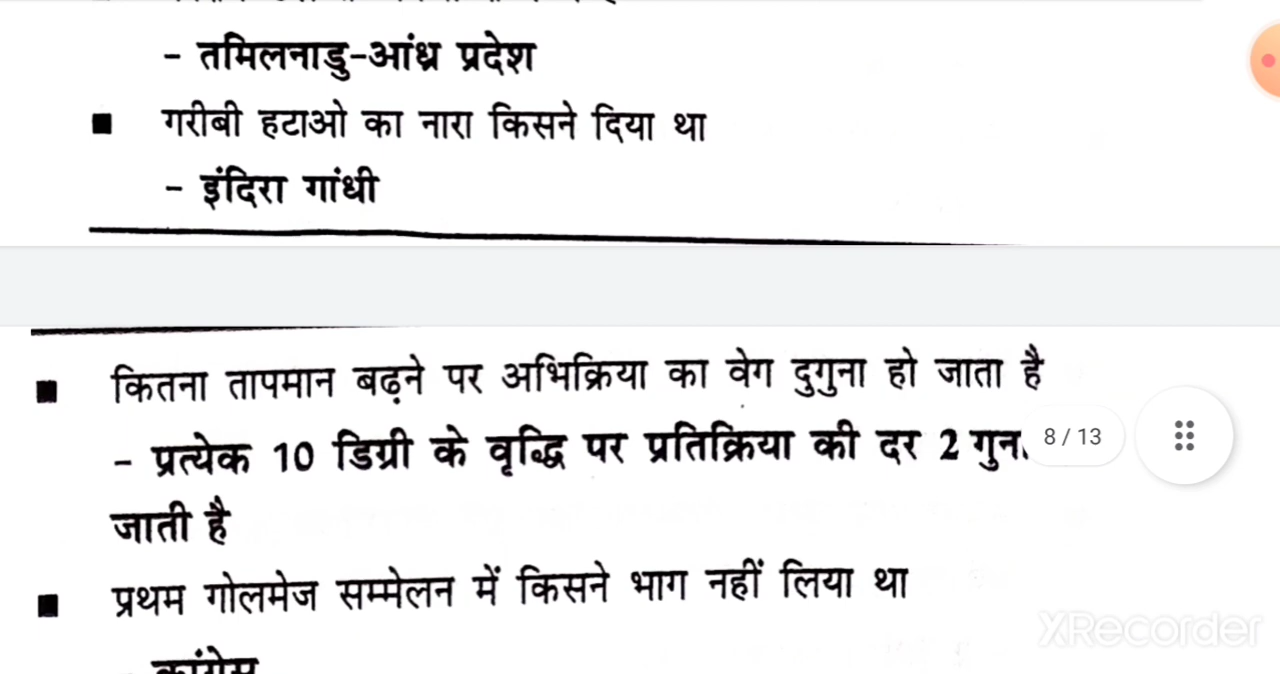 - तमिलनाडु-आंध्र प्रदेश
■ गरीबी हटाओ का नारा किसने दिया था
- इंदिरा गांधी
■ कितना तापमान बढ़ने पर अभिक्रिया का वेग दुगुना हो जाता है
- प्रत्येक 10 डिग्री के वृद्धि पर प्रतिक्रिया की दर 2
8 / 13
जाती है
■ प्रथम गोलमेज सम्मेलन में किसने भाग नहीं लिया था
- कांग्रेस
XRecorder